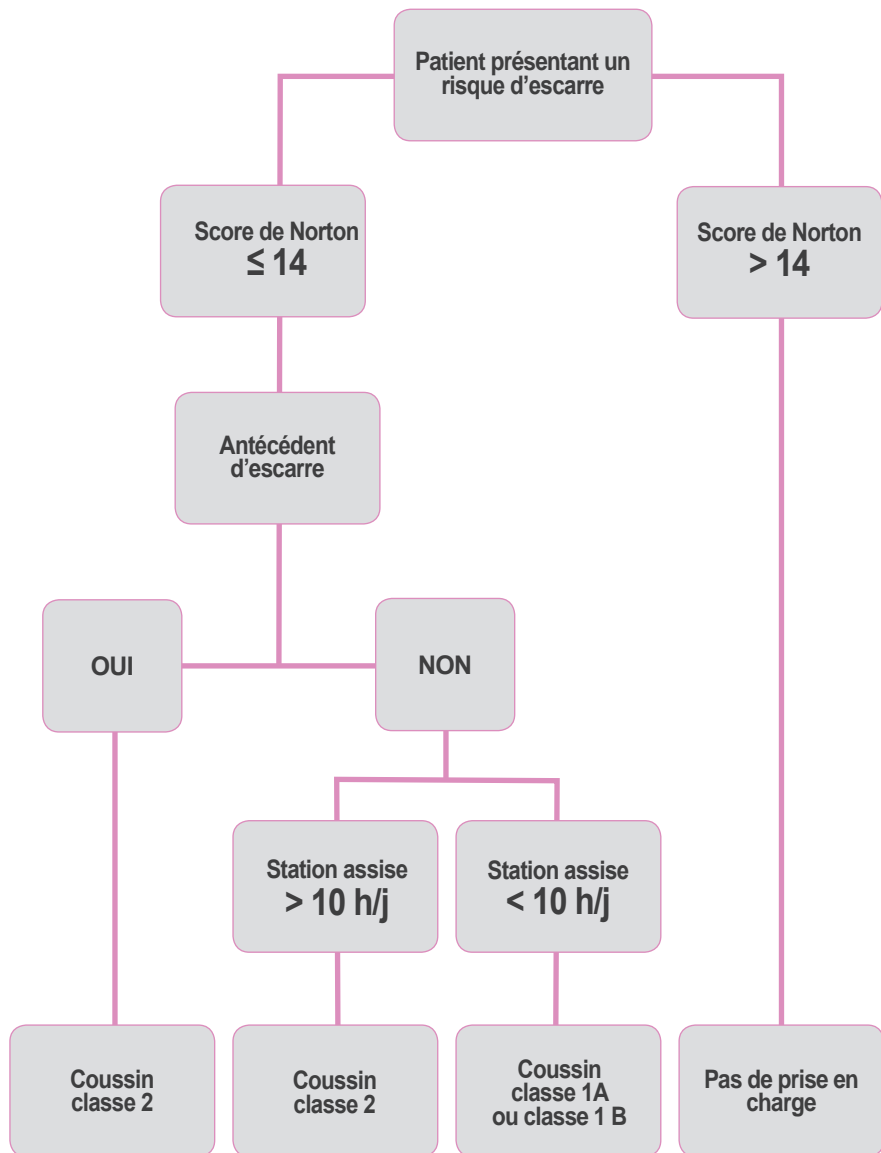 Patient présentant un
risque d’escarre
Score de Norton
≤ 14
Score de Norton
> 14
Antécédent
d’escarre
OUI
NON
Station assise
> 10 h/j
Station assise
< 10 h/j
Coussin
classe 2
Coussin
classe 2
Coussin
classe 1A
ou classe 1 B
Pas de prise en
charge